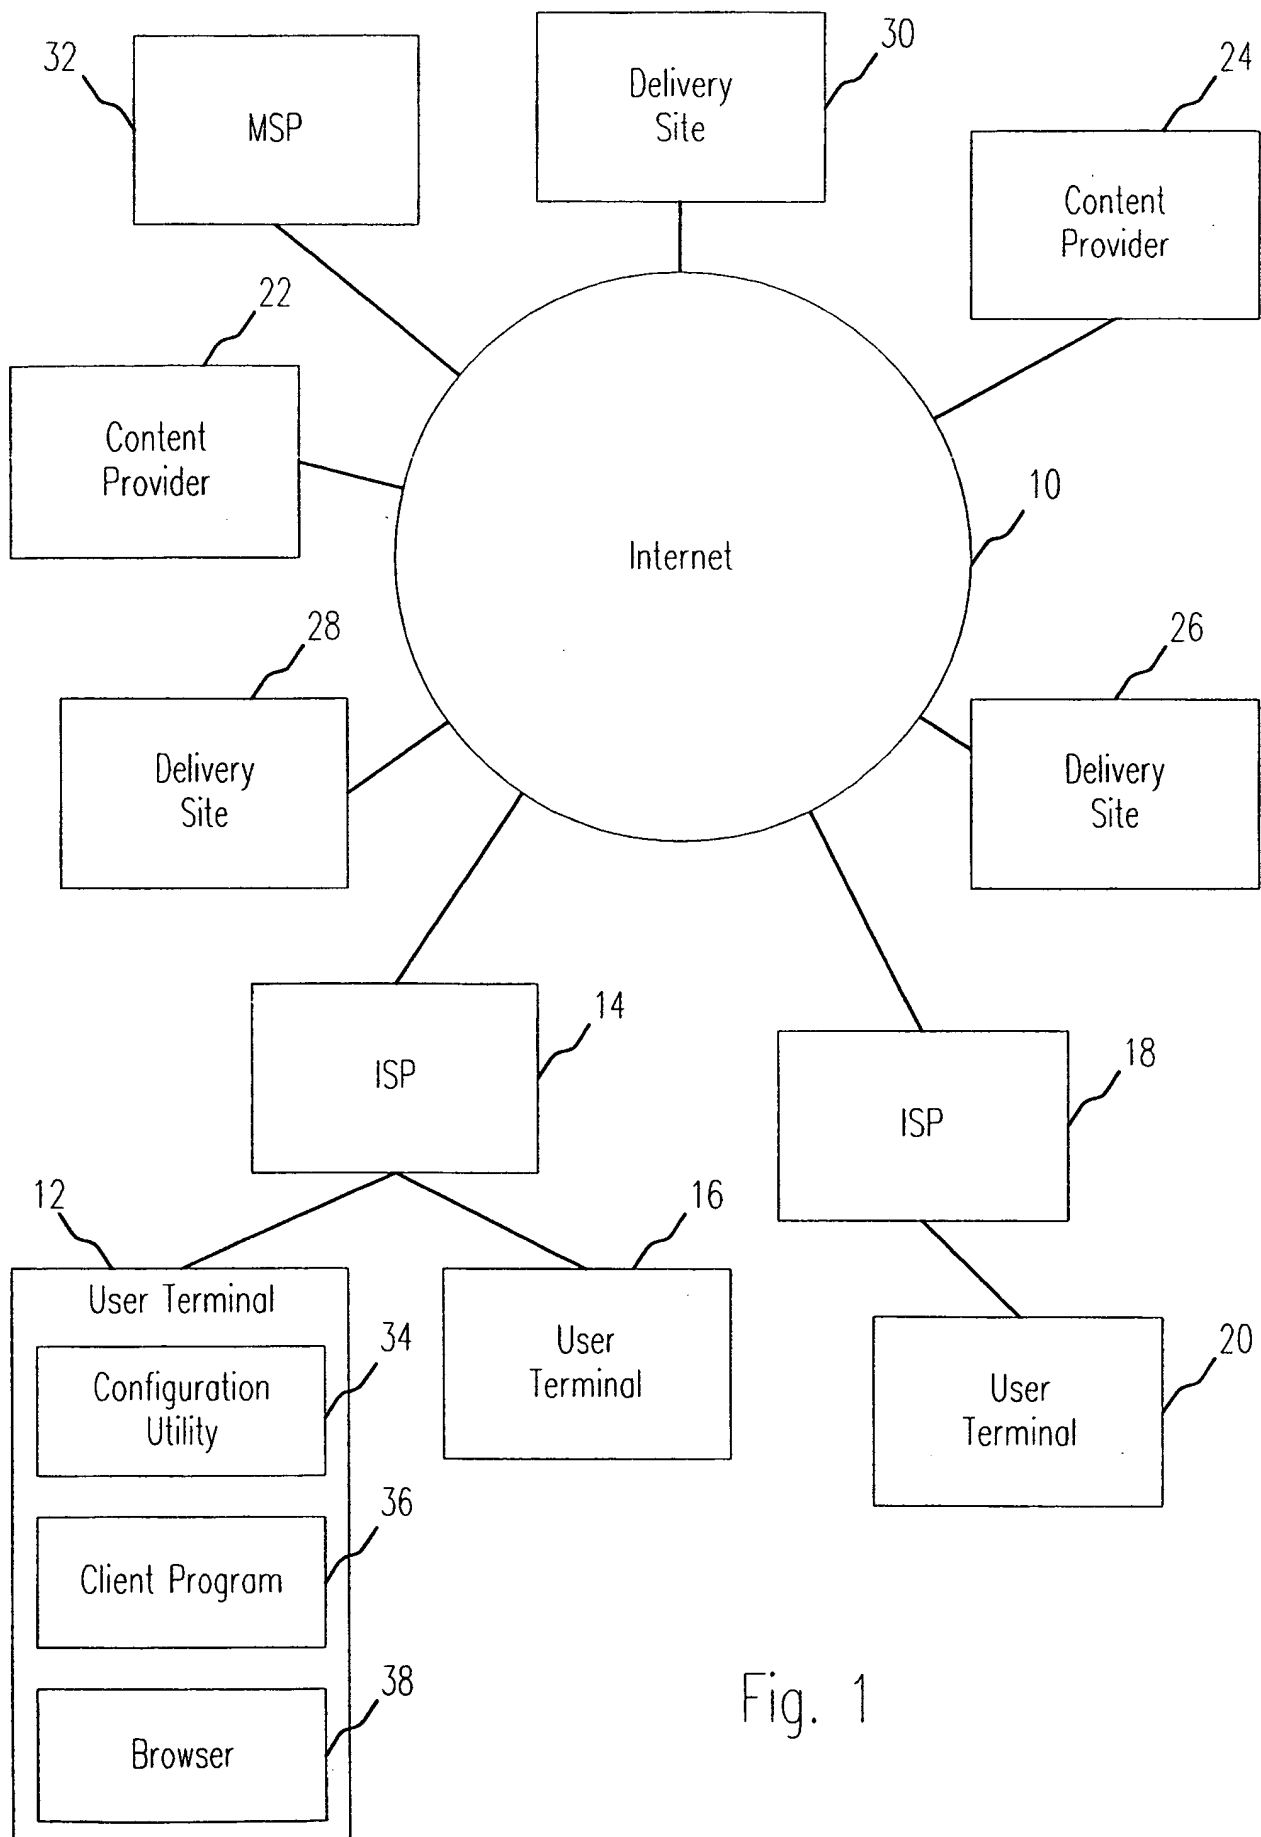 32
MSP
30
Delivery
Site
24
Content
Provider
22
Content
Provider
10
Internet
28
Delivery
Site
26
Delivery
Site
14
ISP
18
ISP
12
User Terminal
34
Configuration
Utility
36
Client Program
38
Browser
16
User
Terminal
20
User
Terminal
Fig. 1